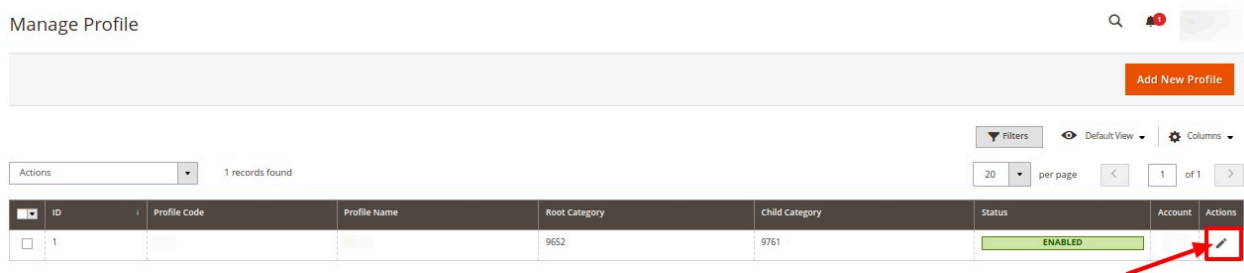 Manage Profile
1
Add New Profile
Filters Default View Columns
Actions 1 records found 20 per page 1 of 1
ID Profile Code Profile Name Root Category Child Category Status Account Actions
1 9652 9761 ENABLED